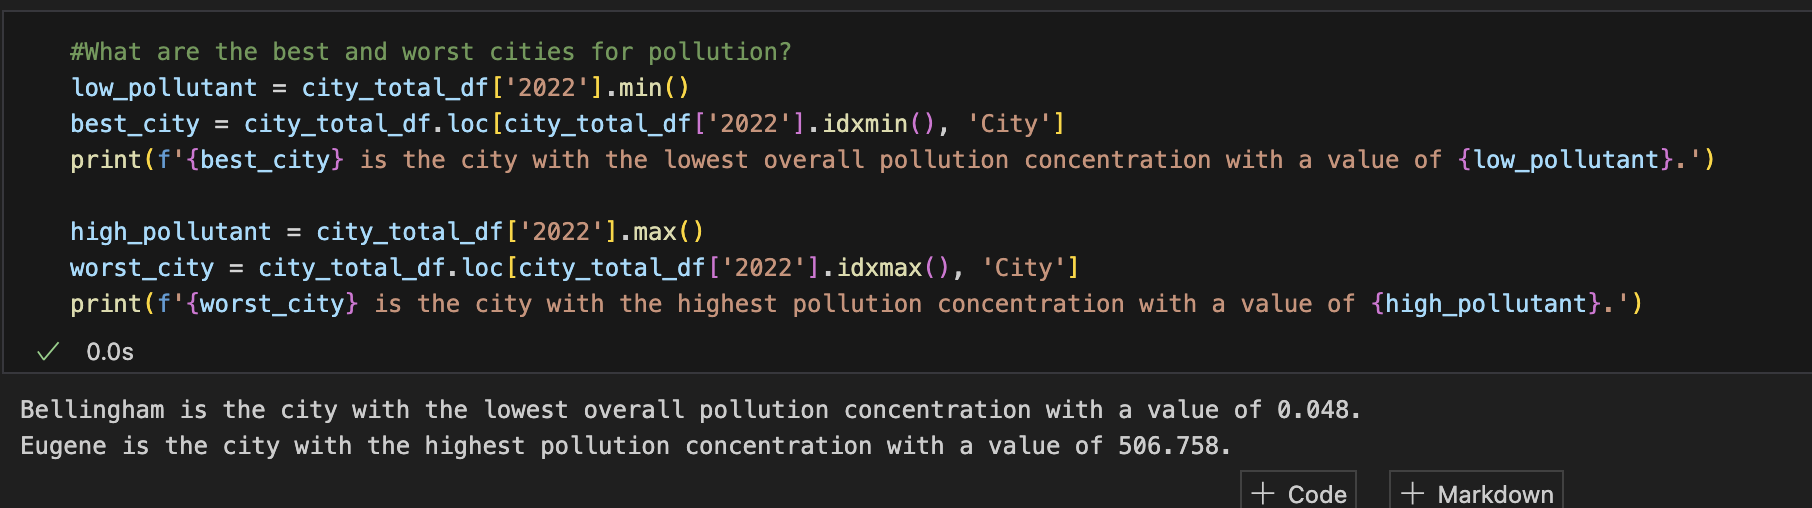 #What are the best and worst cities for pollution?
low_pollutant = city_total_df['2022'].min()
best_city = city_total_df.loc[city_total_df['2022'].idxmin(), 'City']
print(f'{best_city} is the city with the lowest overall pollution concentration with a value of {low_pollutant}.')
high_pollutant = city_total_df['2022'].max()
worst_city = city_total_df.loc[city_total_df['2022'].idxmax(), 'City']
print(f'{worst_city} is the city with the highest pollution concentration with a value of {high_pollutant}.')
✓ 0.0s
Bellingham is the city with the lowest overall pollution concentration with a value of 0.048.
Eugene is the city with the highest pollution concentration with a value of 506.758.
+ Code + Markdown